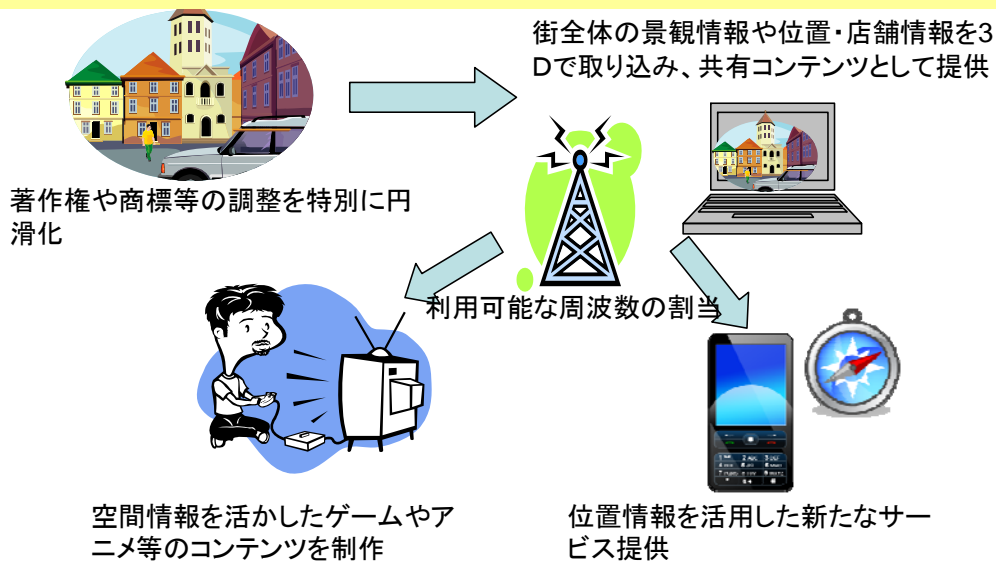 街全体の景観情報や位置・店舗情報を3
Dで取り込み、共有コンテンツとして提供
著作権や商標等の調整を特別に円
滑化
利用可能な周波数の割当
空間情報を活かしたゲームやア
ニメ等のコンテンツを制作
位置情報を活用した新たなサー
ビス提供